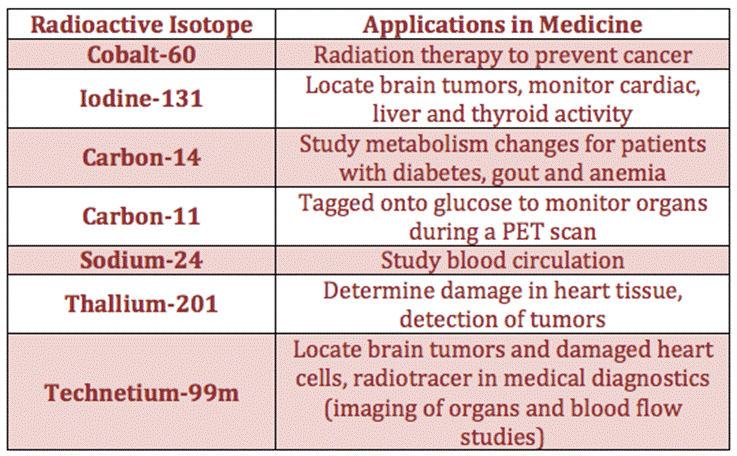 Radioactive Isotope Applications in Medicine
Cobalt-60 Radiation therapy to prevent cancer
Iodine-131 Locate brain tumors, monitor cardiac,
liver and thyroid activity
Carbon-14 Study metabolism changes for patients
with diabetes, gout and anemia
Carbon-11 Tagged onto glucose to monitor organs
during a PET scan
Sodium-24 Study blood circulation
Thallium-201 Determine damage in heart tissue,
detection of tumors
Technetium-99m Locate brain tumors and damaged heart
cells, radiotracer in medical diagnostics
(imaging of organs and blood flow
studies)